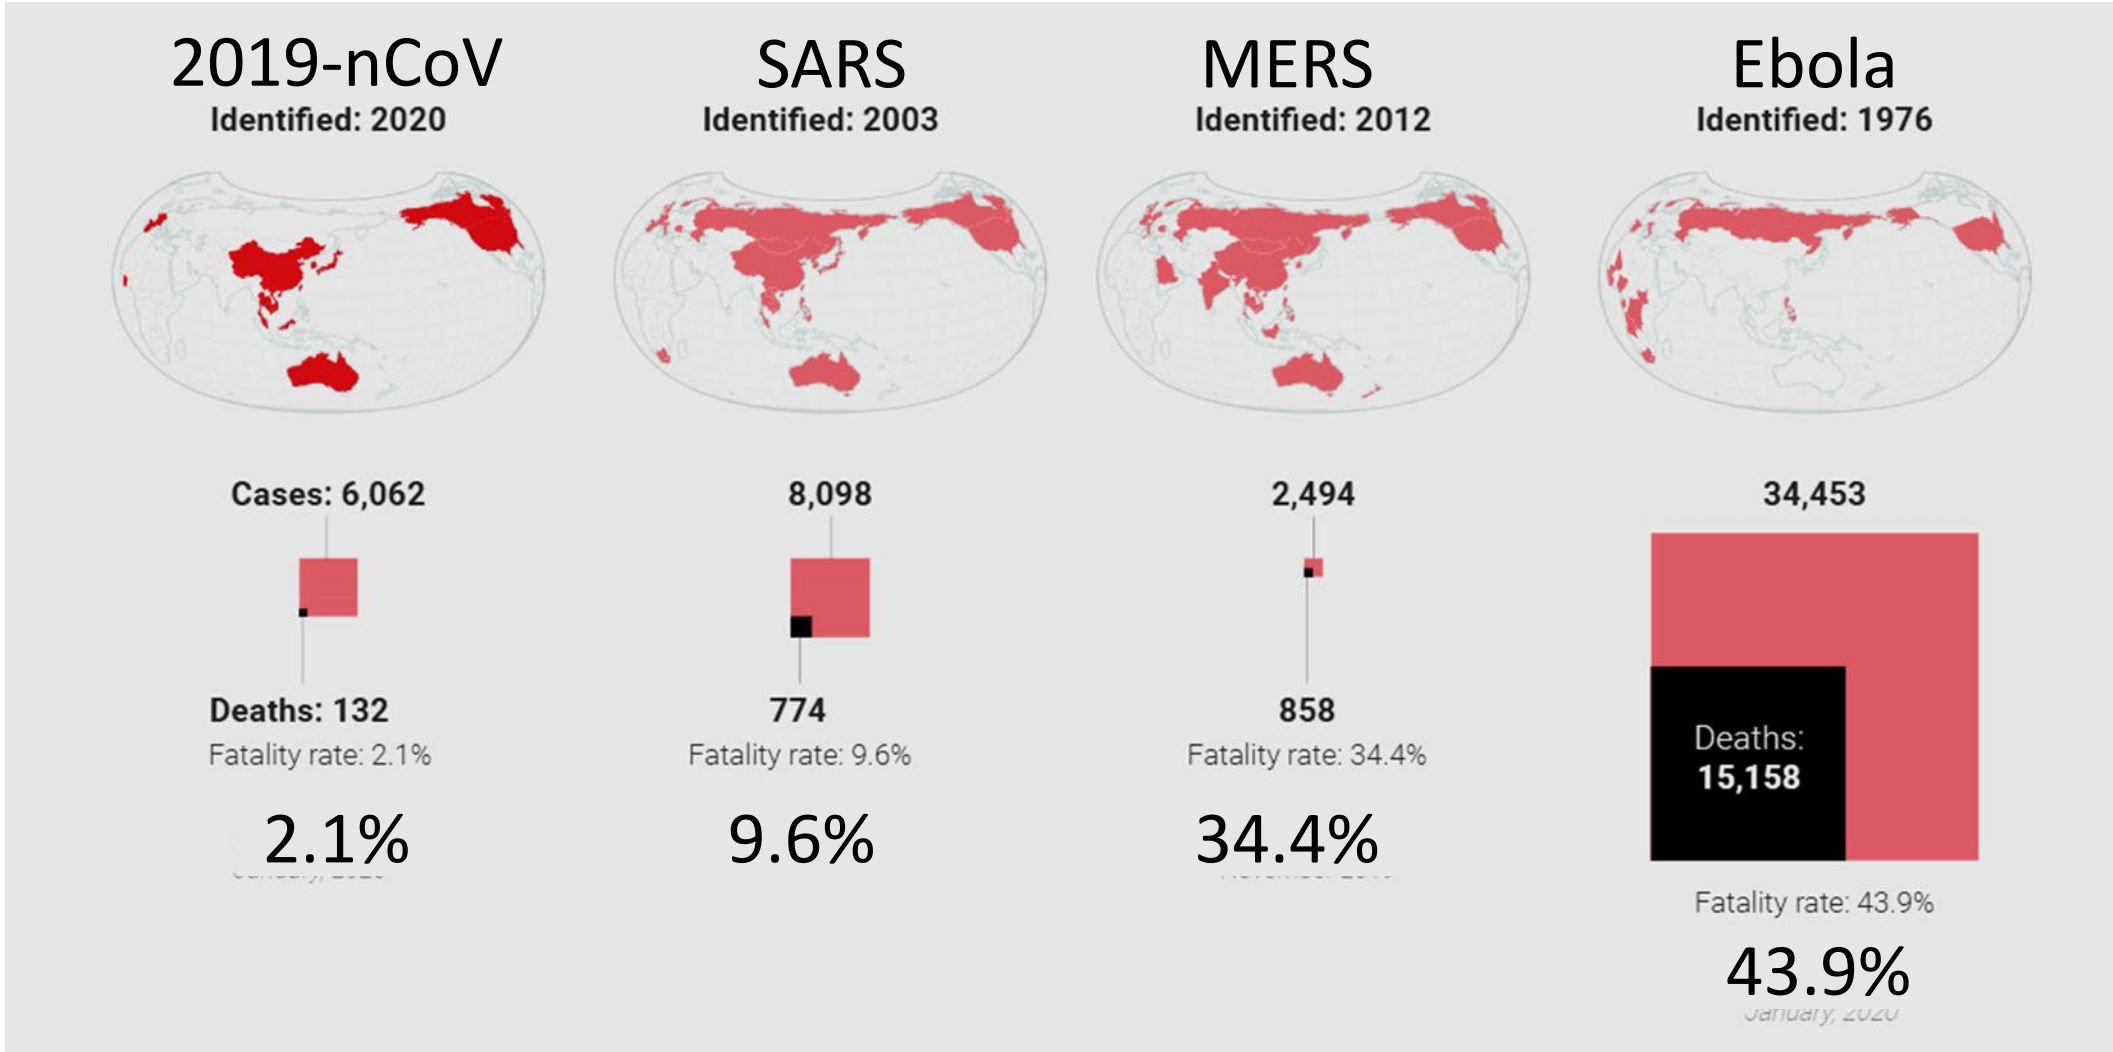 2019-nCoV
Identified: 2020
Cases: 6,062
Deaths: 132
Fatality rate: 2.1%
2.1%
SARS
Identified: 2003
8,098
774
Fatality rate: 9.6%
9.6%
MERS
Identified: 2012
2,494
858
Fatality rate: 34.4%
34.4%
Ebola
Identified: 1976
34,453
Deaths:
15,158
Fatality rate: 43.9%
43.9%
January, 2020